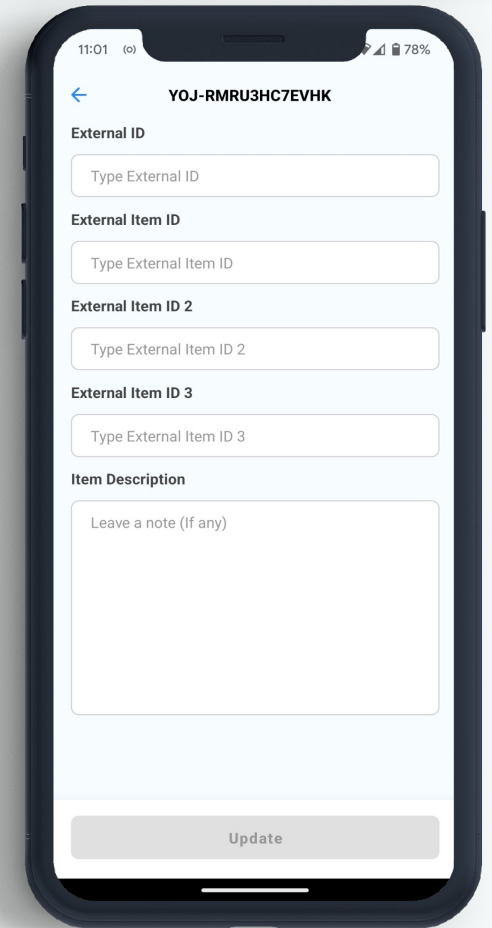 11:01 (o) 78%
YOJ-RMRU3HC7EVHK
External ID
Type External ID
External Item ID
Type External Item ID
External Item ID 2
Type External Item ID 2
External Item ID 3
Type External Item ID 3
Item Description
Leave a note (If any)
Update